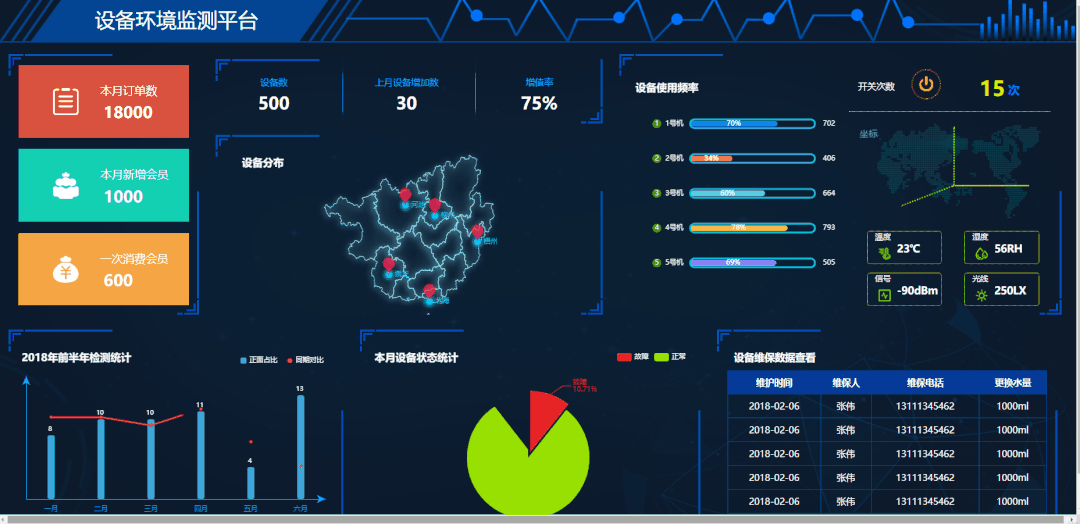 设备环境监测平台
本月订单数
18000
本月新增会员
1000
一次消费会员
600
设备数
500
上月设备增加数
30
增值率
75%
设备分布
梧州
设备使用频率
1 1号机 70% 702
2 2号机 34% 406
3 3号机 60% 664
4 4号机 78% 793
5 5号机 69% 505
开关次数
15 次
坐标
温度
23℃
湿度
56RH
信号
-90dBm
光线
250LX
2018年前半年检测统计
正面占比 同期对比
8
10
10
11
4
13
一月 二月 三月 四月 五月 六月
本月设备状态统计
故障 正常
故障
10.71%
设备维保数据查看
维护时间 维保人 维保电话 更换水量
2018-02-06 张伟 13111345462 1000ml
2018-02-06 张伟 13111345462 1000ml
2018-02-06 张伟 13111345462 1000ml
2018-02-06 张伟 13111345462 1000ml
2018-02-06 张伟 13111345462 1000ml